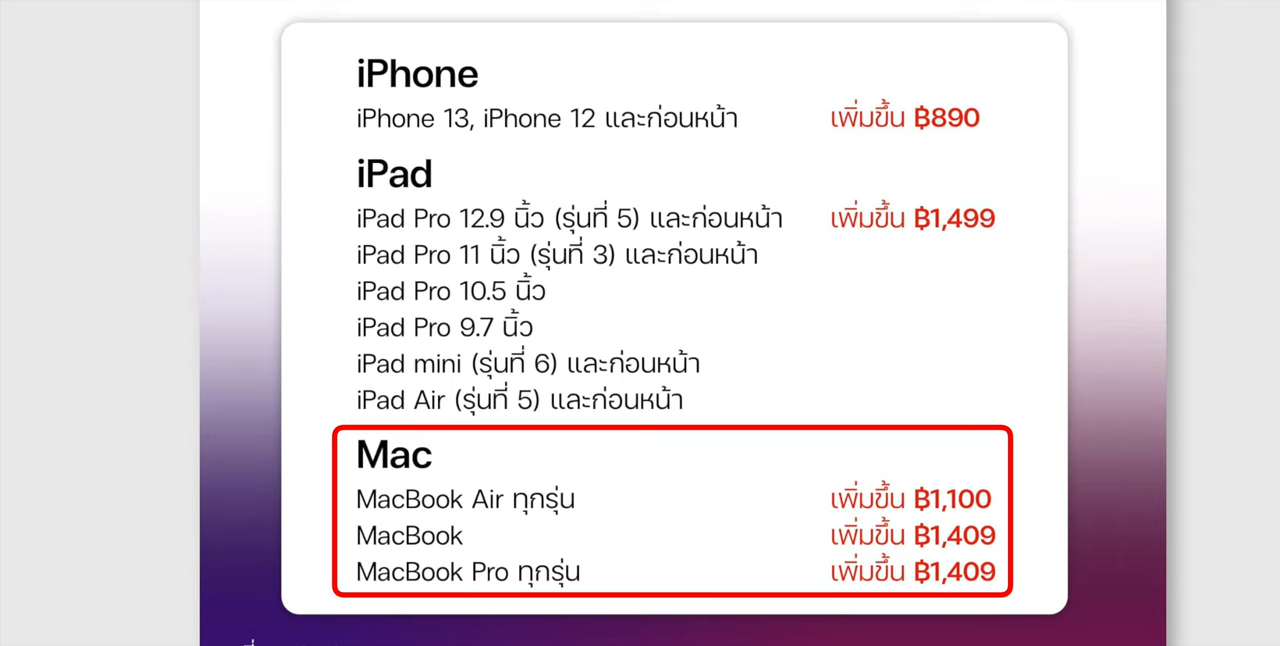 iPhone
iPhone 13, iPhone 12 และก่อนหน้า เพิ่มขึ้น ฿890
iPad
iPad Pro 12.9 นิ้ว (รุ่นที่ 5) และก่อนหน้า เพิ่มขึ้น ฿1,499
iPad Pro 11 นิ้ว (รุ่นที่ 3) และก่อนหน้า
iPad Pro 10.5 นิ้ว
iPad Pro 9.7 นิ้ว
iPad mini (รุ่นที่ 6) และก่อนหน้า
iPad Air (รุ่นที่ 5) และก่อนหน้า
Mac
MacBook Air ทุกรุ่น เพิ่มขึ้น ฿1,100
MacBook เพิ่มขึ้น ฿1,409
MacBook Pro ทุกรุ่น เพิ่มขึ้น ฿1,409